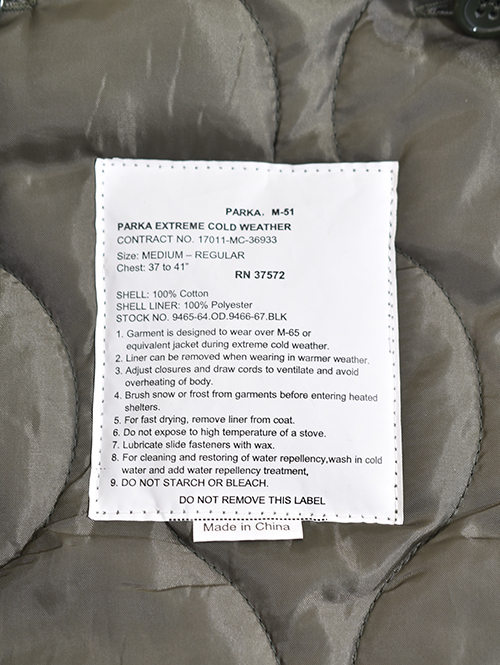 PARKA, M-51
PARKA EXTREME COLD WEATHER
CONTRACT NO. 17011-MC-36933
Size: MEDIUM – REGULAR
Chest: 37 to 41"
RN 37572
SHELL: 100% Cotton
SHELL LINER: 100% Polyester
STOCK NO. 9465-64.OD.9466-67.BLK
1. Garment is designed to wear over M-65 or
equivalent jacket during extreme cold weather.
2. Liner can be removed when wearing in warmer weather.
3. Adjust closures and draw cords to ventilate and avoid
overheating of body.
4. Brush snow or frost from garments before entering heated
shelters.
5. For fast drying, remove liner from coat.
6. Do not expose to high temperature of a stove.
7. Lubricate slide fasteners with wax.
8. For cleaning and restoring of water repellency,wash in cold
water and add water repellency treatment,
9. DO NOT STARCH OR BLEACH.
DO NOT REMOVE THIS LABEL
Made in China